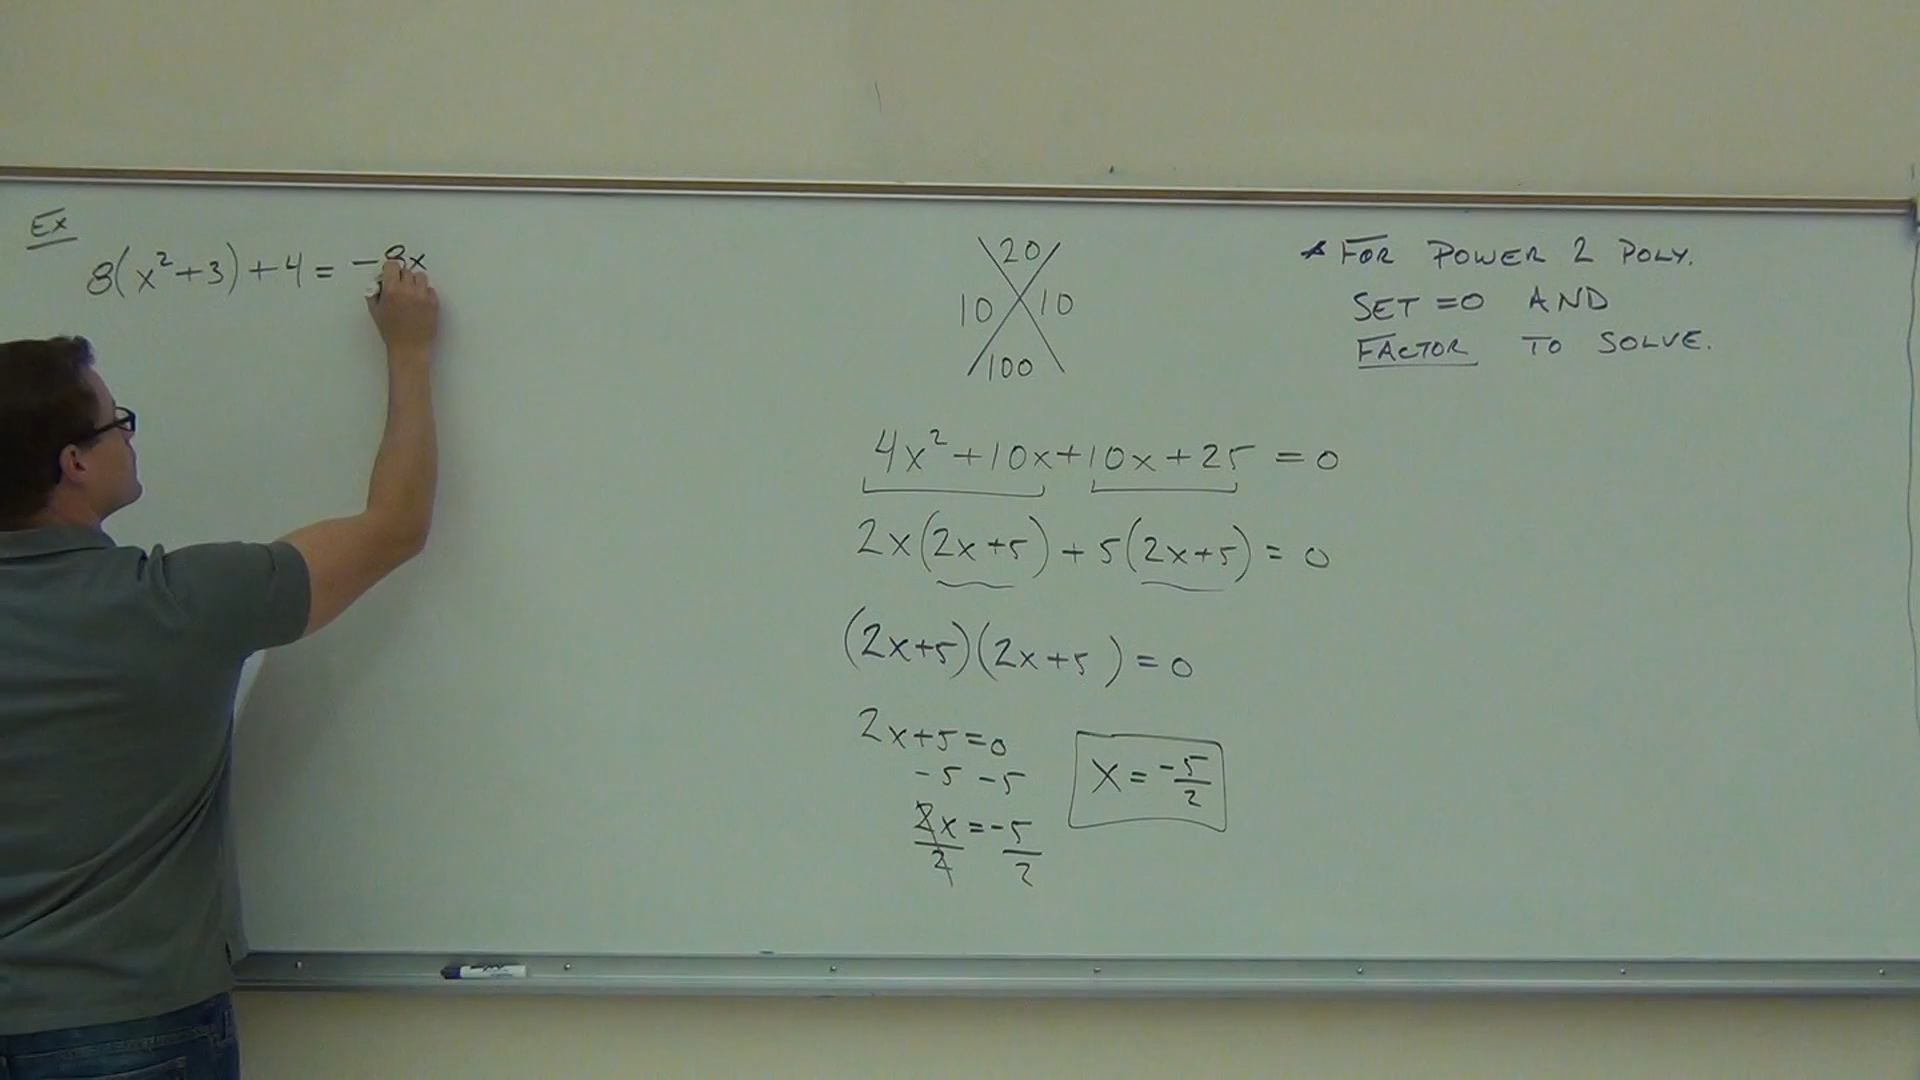 Ex
8(x²+3)+4= -8x
20
10 10
100
4x²+10x+10x+25 = 0
2x(2x+5)+5(2x+5) = 0
(2x+5)(2x+5) = 0
2x+5=0
-5 -5
2x = -5
2 2
x = -5/2
* FOR POWER 2 POLY.
SET =0 AND
FACTOR TO SOLVE.